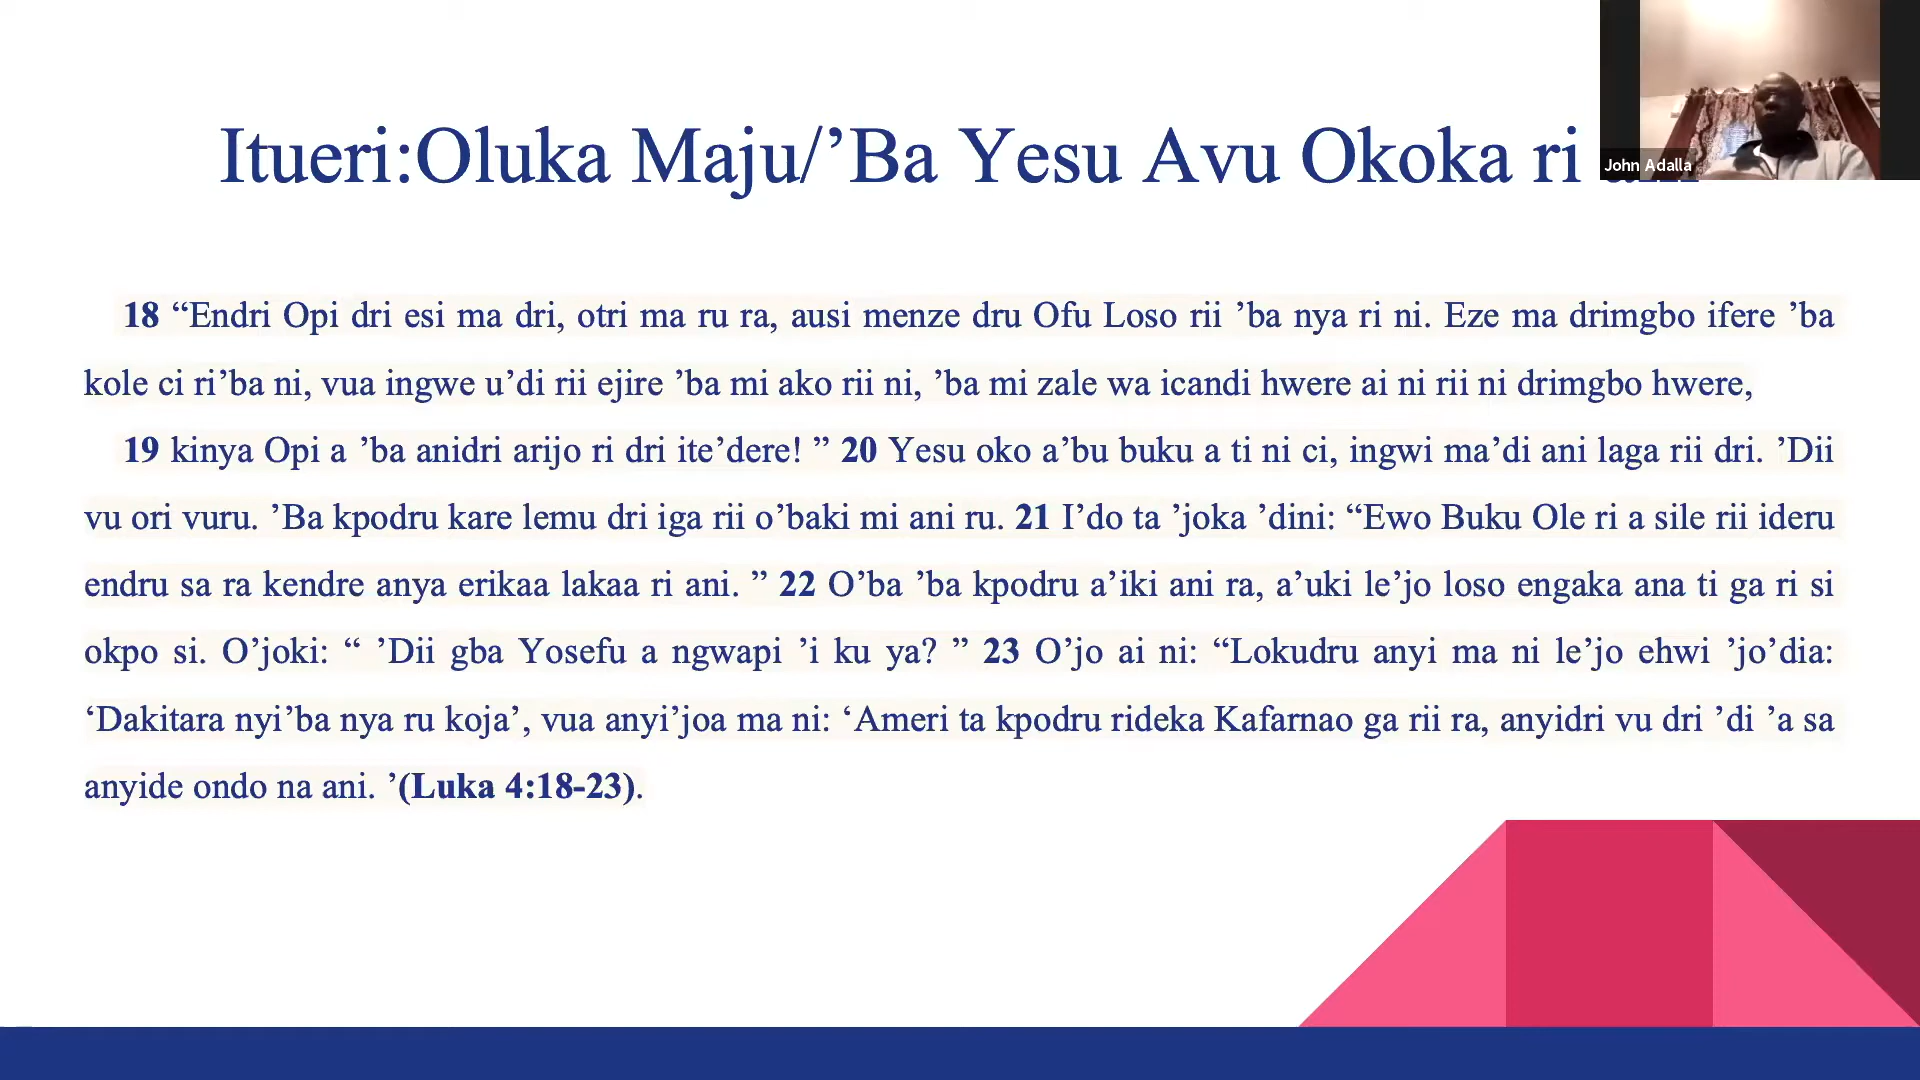 Itueri:Oluka Maju/’Ba Yesu Avu Okoka ri
John Adalla
18 “Endri Opi dri esi ma dri, otri ma ru ra, ausi menze dru Ofu Loso rii ’ba nya ri ni. Eze ma drimgbo ifere ’ba
kole ci ri’ba ni, vua ingwe u’di rii ejire ’ba mi ako rii ni, ’ba mi zale wa icandi hwere ai ni rii ni drimgbo hwere,
19 kinya Opi a ’ba anidri arijo ri dri ite’dere! ” 20 Yesu oko a’bu buku a ti ni ci, ingwi ma’di ani laga rii dri. ’Dii
vu ori vuru. ’Ba kpodru kare lemu dri iga rii o’baki mi ani ru. 21 I’do ta ’joka ’dini: “Ewo Buku Ole ri a sile rii ideru
endru sa ra kendre anya erikaa lakaa ri ani. ” 22 O’ba ’ba kpodru a’iki ani ra, a’uki le’jo loso engaka ana ti ga ri si
okpo si. O’joki: “ ’Dii gba Yosefu a ngwapi ’i ku ya? ” 23 O’jo ai ni: “Lokudru anyi ma ni le’jo ehwi ’jo’dia:
‘Dakitara nyi’ba nya ru koja’, vua anyi’joa ma ni: ‘Ameri ta kpodru rideka Kafarnao ga rii ra, anyidri vu dri ’di ’a sa
anyide ondo na ani. ’(Luka 4:18-23).